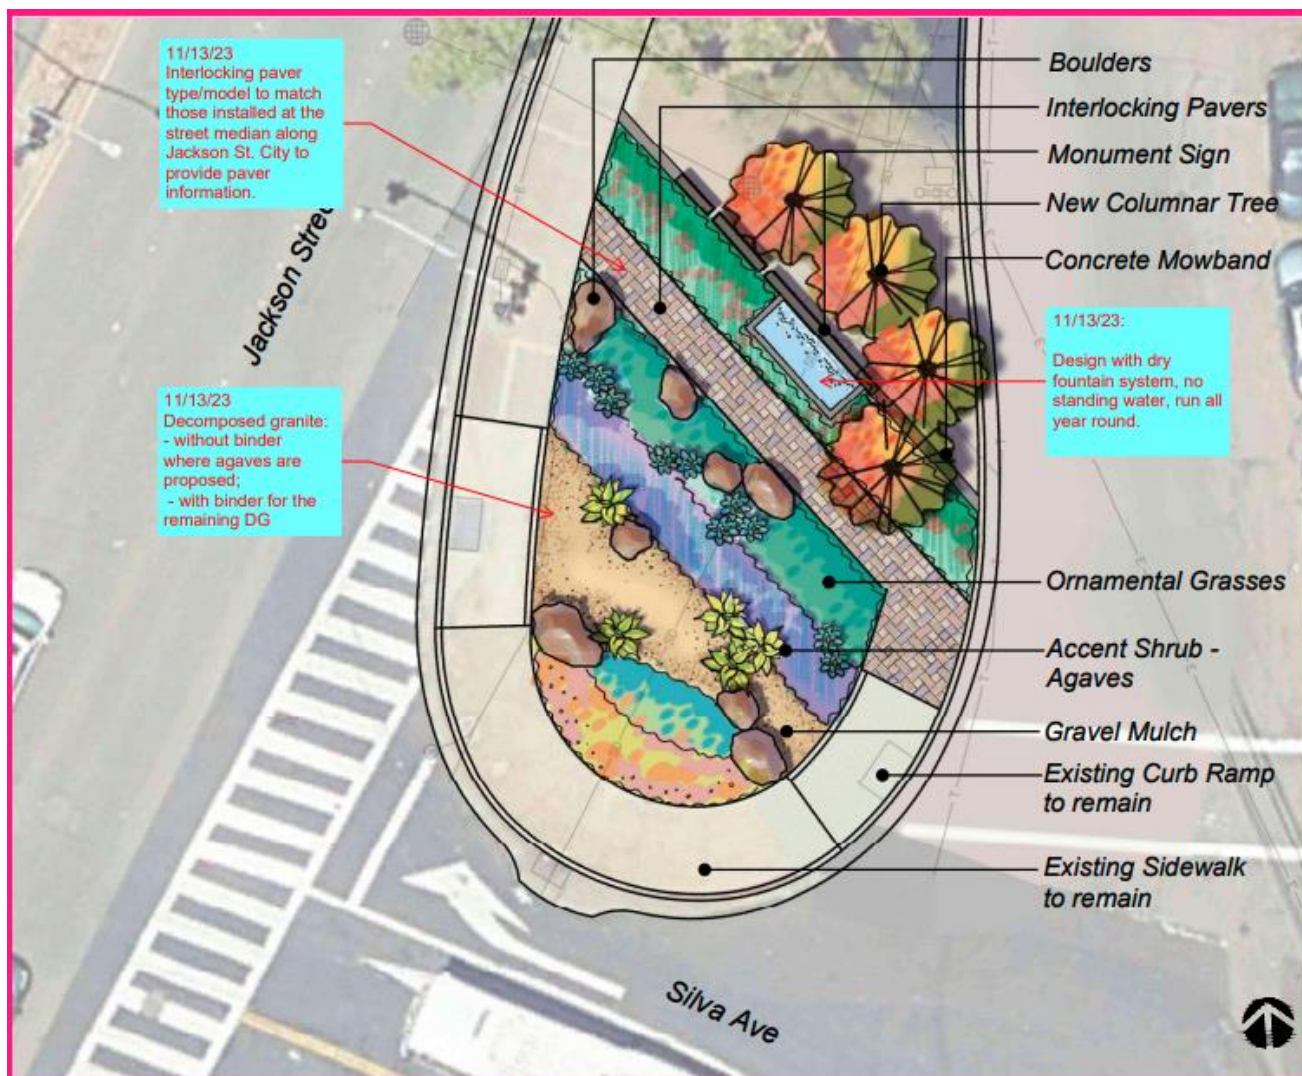 11/13/23
Interlocking paver
type/model to match
those installed at the
street median along
Jackson St. City to
provide paver
information.
Jackson Street
11/13/23
Decomposed granite:
- without binder
where agaves are
proposed;
- with binder for the
remaining DG
Boulders
Interlocking Pavers
Monument Sign
New Columnar Tree
Concrete Mowband
11/13/23:
Design with dry
fountain system, no
standing water, run all
year round.
Ornamental Grasses
Accent Shrub -
Agaves
Gravel Mulch
Existing Curb Ramp
to remain
Existing Sidewalk
to remain
Silva Ave